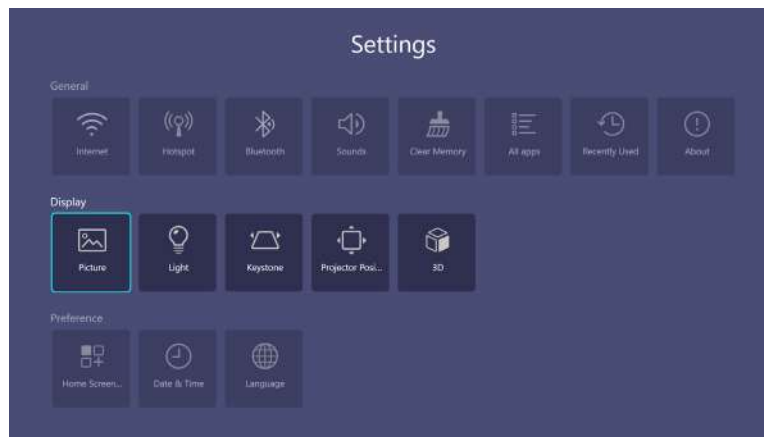 Settings
General
Internet Hotspot Bluetooth Sounds Clear Memory All apps Recently Used About
Display
Picture Light Keystone Projector Posi... 3D
Preference
Home Screen... Date & Time Language